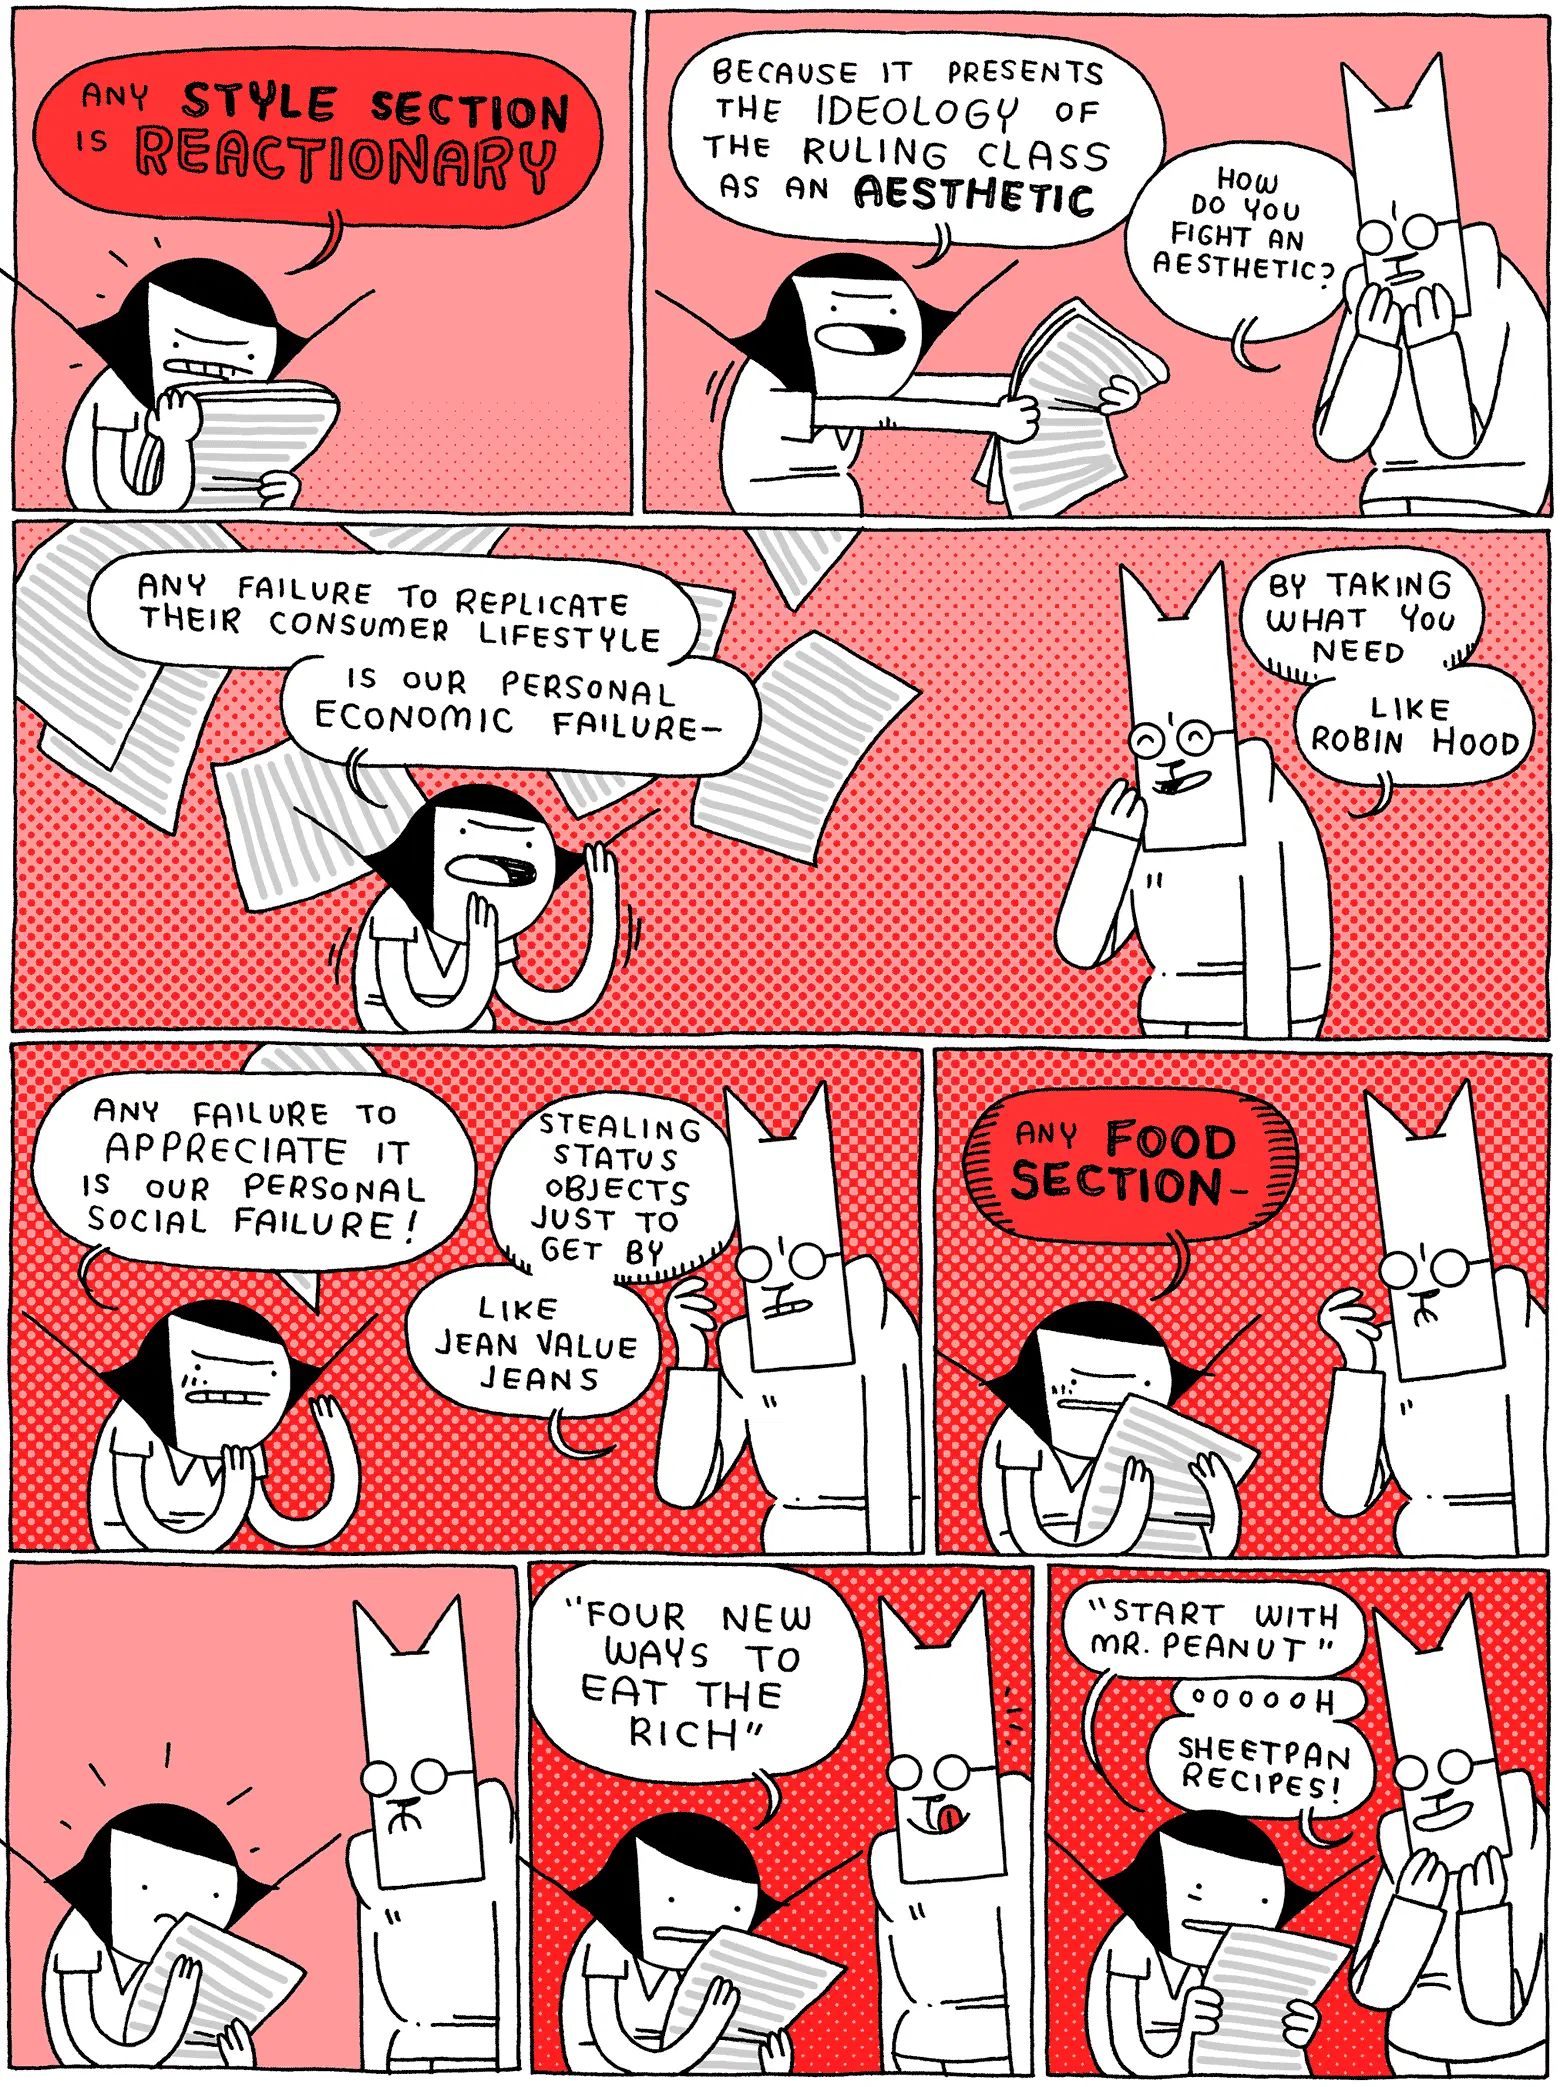 ANY STYLE SECTION
IS REACTIONARY
BECAUSE IT PRESENTS
THE IDEOLOGY OF
THE RULING CLASS
AS AN AESTHETIC
HOW
DO YOU
FIGHT AN
AESTHETIC?
ANY FAILURE TO REPLICATE
THEIR CONSUMER LIFESTYLE
IS OUR PERSONAL
ECONOMIC FAILURE–
BY TAKING
WHAT YOU
NEED
LIKE
ROBIN HOOD
ANY FAILURE TO
APPRECIATE IT
IS OUR PERSONAL
SOCIAL FAILURE!
STEALING
STATUS
OBJECTS
JUST TO
GET BY
LIKE
JEAN VALUE
JEANS
ANY FOOD
SECTION–
"FOUR NEW
WAYS TO
EAT THE
RICH"
"START WITH
MR. PEANUT"
OOOOOH
SHEETPAN
RECIPES!